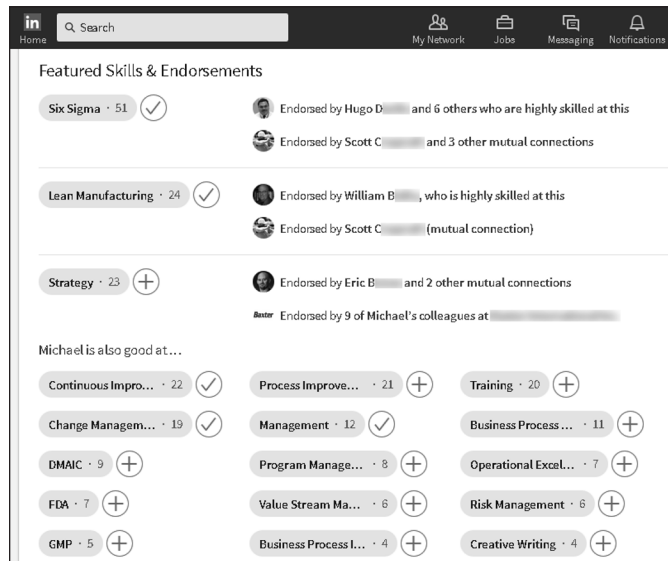 in
Search
Home
My Network
Jobs
Messaging
Notifications
Featured Skills & Endorsements
Six Sigma · 51
Endorsed by Hugo D and 6 others who are highly skilled at this
Endorsed by Scott C and 3 other mutual connections
Lean Manufacturing · 24
Endorsed by William B , who is highly skilled at this
Endorsed by Scott C (mutual connection)
Strategy · 23
Endorsed by Eric B and 2 other mutual connections
Baxter Endorsed by 9 of Michael's colleagues at
Michael is also good at...
Continuous Impro... · 22 Process Improve... · 21 Training · 20
Change Managem... · 19 Management · 12 Business Process ... · 11
DMAIC · 9 Program Manage... · 8 Operational Excel... · 7
FDA · 7 Value Stream Ma... · 6 Risk Management · 6
GMP · 5 Business Process I... · 4 Creative Writing · 4